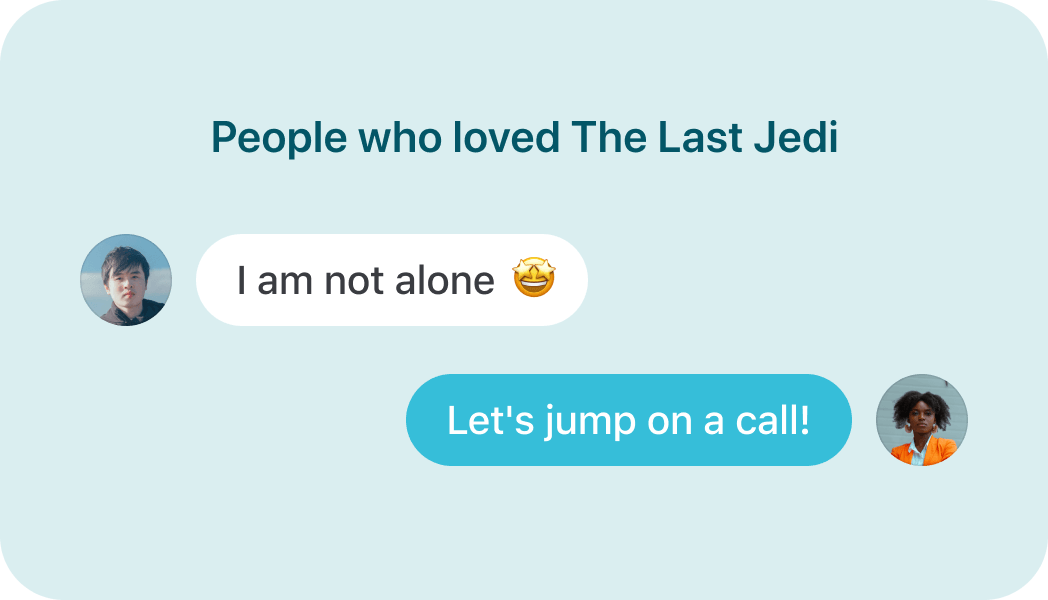 People who loved The Last Jedi
I am not alone 🤩
Let's jump on a call!